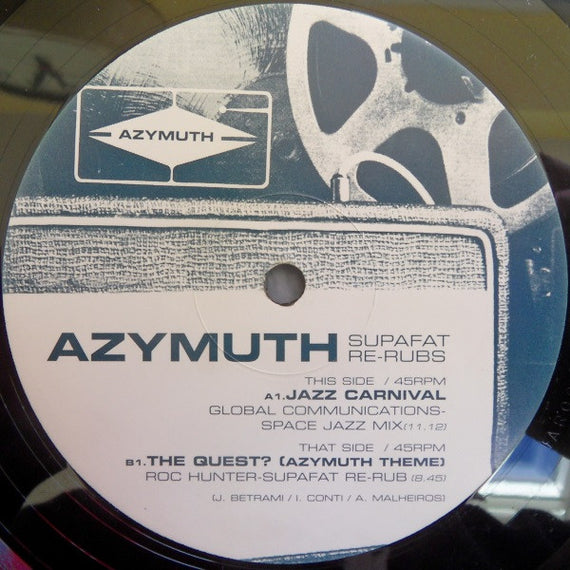 AZYMUTH
AZYMUTH SUPAFAT
RE-RUBS
THIS SIDE / 45RPM
A1.JAZZ CARNIVAL
GLOBAL COMMUNICATIONS-
SPACE JAZZ MIX(11.12)
THAT SIDE / 45RPM
B1.THE QUEST? (AZYMUTH THEME)
ROC HUNTER-SUPAFAT RE-RUB (8.45)
(J. BETRAMI / I. CONTI / A. MALHEIROS)